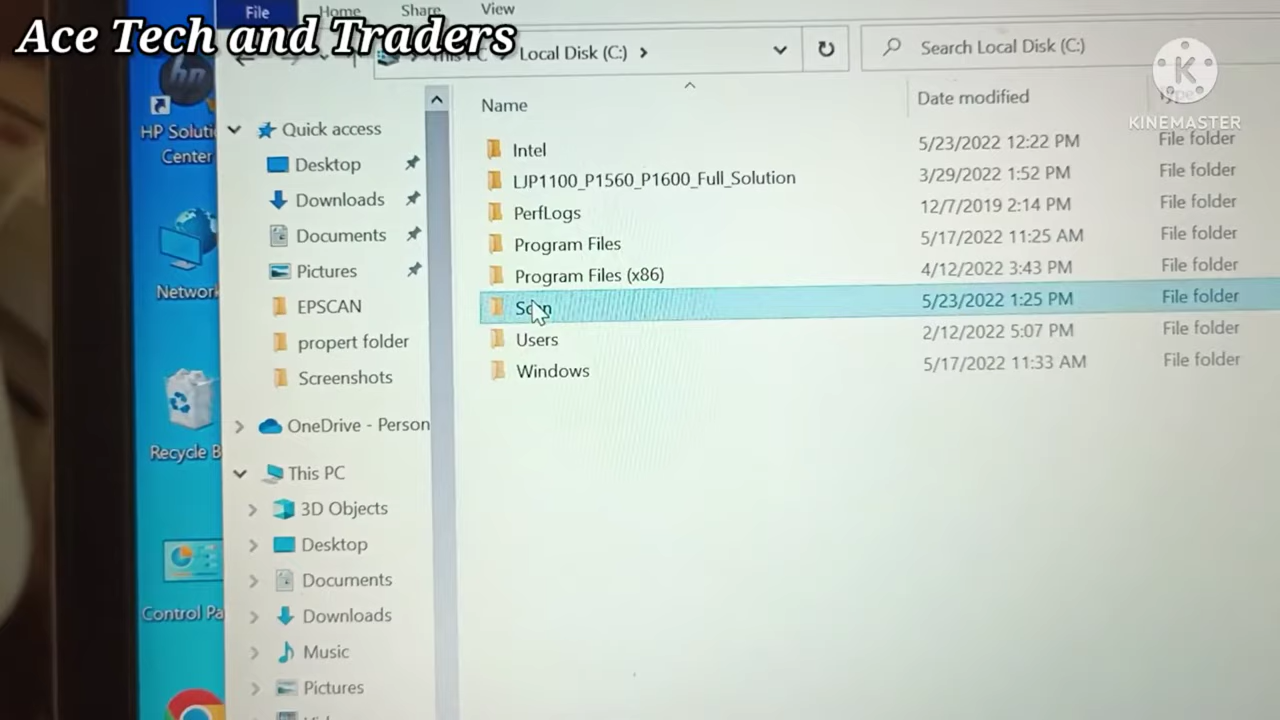 Ace Tech and Traders
File Home Share View
This PC Local Disk (C:)
Search Local Disk (C:)
KINEMASTER
HP Soluti
Center
Network
Recycle B
Control Pa
Quick access
Desktop
Downloads
Documents
Pictures
EPSCAN
propert folder
Screenshots
OneDrive - Person
This PC
3D Objects
Desktop
Documents
Downloads
Music
Pictures
Name Date modified
Intel 5/23/2022 12:22 PM File folder
LJP1100_P1560_P1600_Full_Solution 3/29/2022 1:52 PM File folder
PerfLogs 12/7/2019 2:14 PM File folder
Program Files 5/17/2022 11:25 AM File folder
Program Files (x86) 4/12/2022 3:43 PM File folder
Scan 5/23/2022 1:25 PM File folder
Users 2/12/2022 5:07 PM File folder
Windows 5/17/2022 11:33 AM File folder